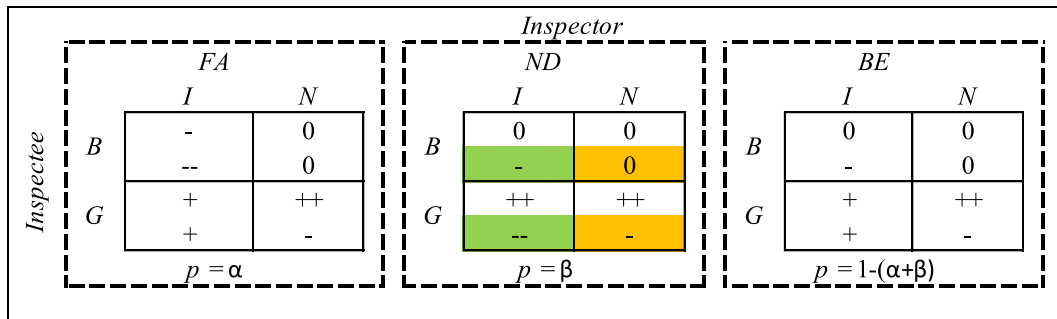 Inspector
FA ND BE
I N I N I N
Inspectee
B - 0 0 0 0 0
-- 0 - 0 - 0
G + ++ ++ ++ + ++
+ - -- - + -
p = α p = β p = 1-(α+β)